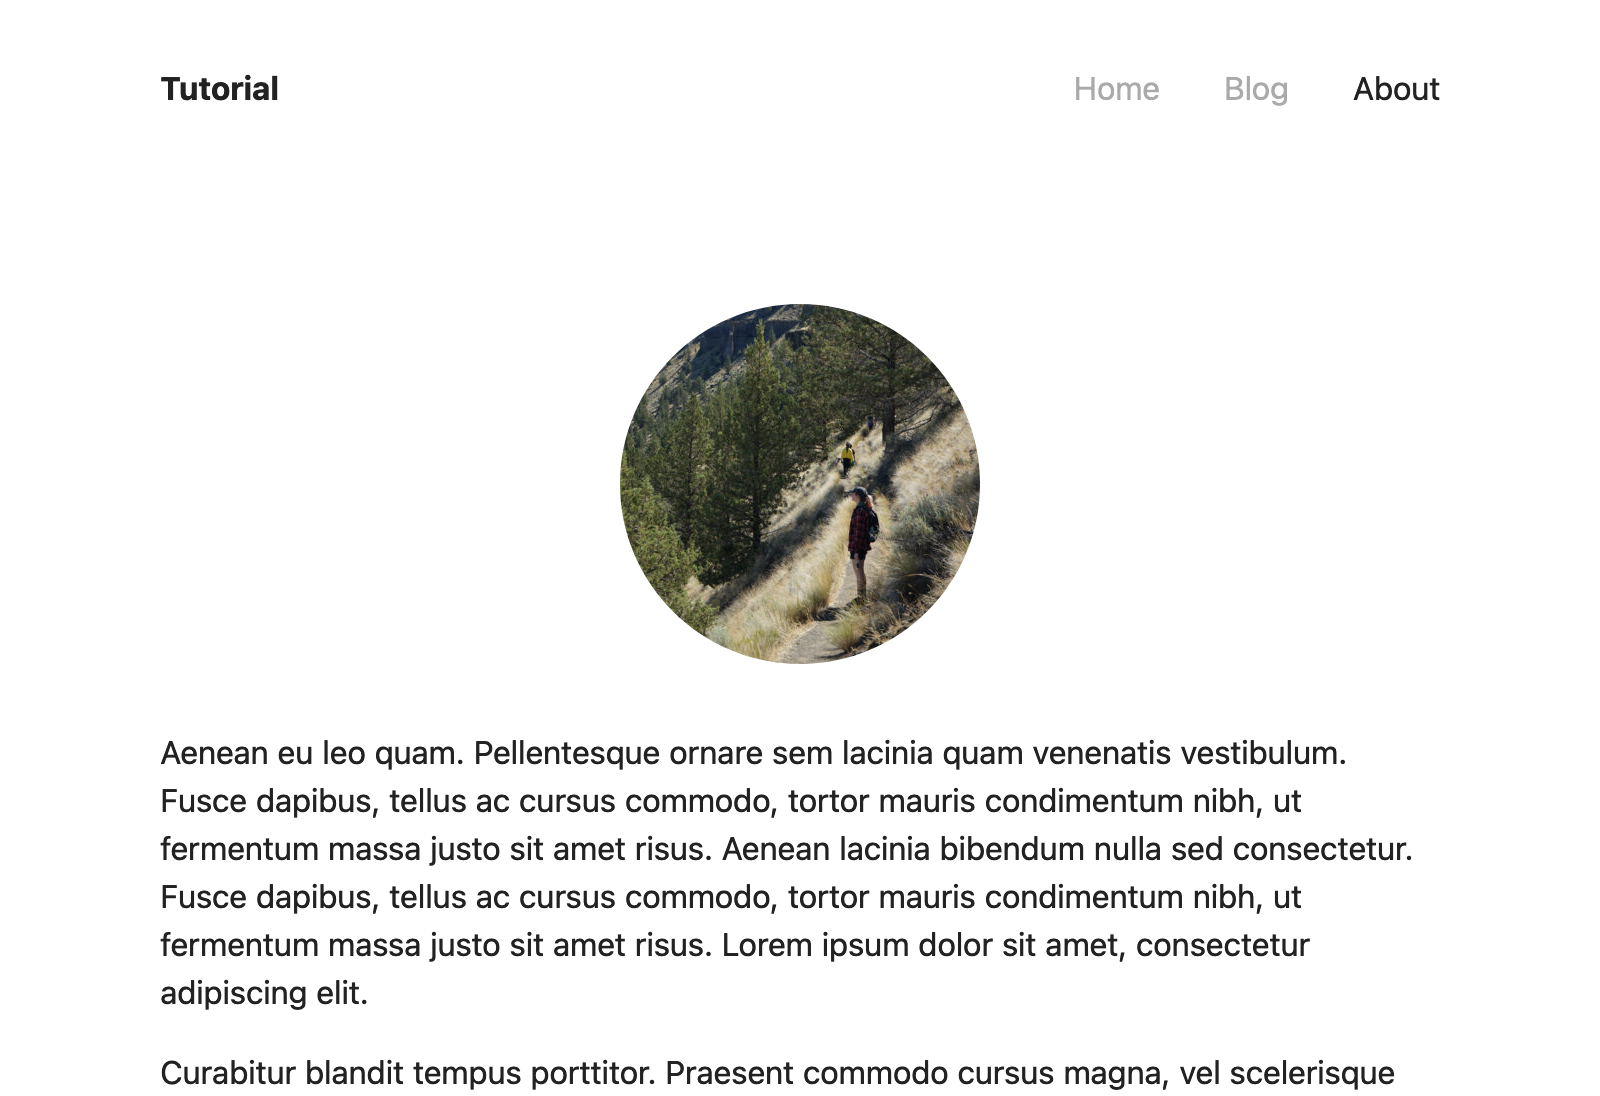 Tutorial
Home Blog About
Aenean eu leo quam. Pellentesque ornare sem lacinia quam venenatis vestibulum.
Fusce dapibus, tellus ac cursus commodo, tortor mauris condimentum nibh, ut
fermentum massa justo sit amet risus. Aenean lacinia bibendum nulla sed consectetur.
Fusce dapibus, tellus ac cursus commodo, tortor mauris condimentum nibh, ut
fermentum massa justo sit amet risus. Lorem ipsum dolor sit amet, consectetur
adipiscing elit.
Curabitur blandit tempus porttitor. Praesent commodo cursus magna, vel scelerisque